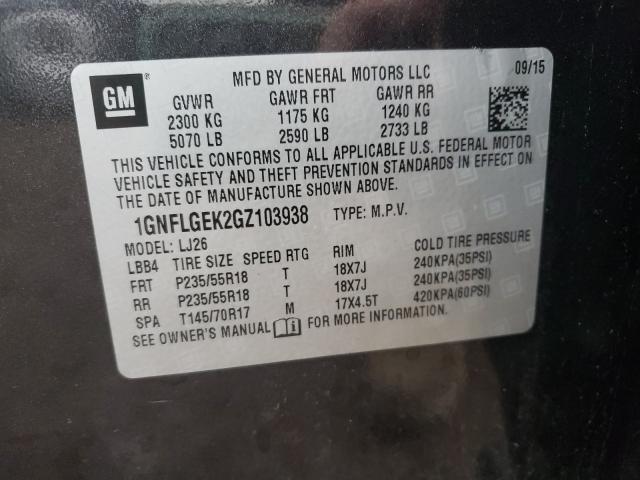 GM
MFD BY GENERAL MOTORS LLC 09/15
GVWR GAWR FRT GAWR RR
2300 KG 1175 KG 1240 KG
5070 LB 2590 LB 2733 LB
THIS VEHICLE CONFORMS TO ALL APPLICABLE U.S. FEDERAL MOTOR
VEHICLE SAFETY AND THEFT PREVENTION STANDARDS IN EFFECT ON
THE DATE OF MANUFACTURE SHOWN ABOVE.
1GNFLGEK2GZ103938 TYPE: M.P.V.
MODEL: LJ26
LBB4 TIRE SIZE SPEED RTG RIM COLD TIRE PRESSURE
FRT P235/55R18 T 18X7J 240KPA(35PSI)
RR P235/55R18 T 18X7J 240KPA(35PSI)
SPA T145/70R17 M 17X4.5T 420KPA(60PSI)
SEE OWNER'S MANUAL FOR MORE INFORMATION.